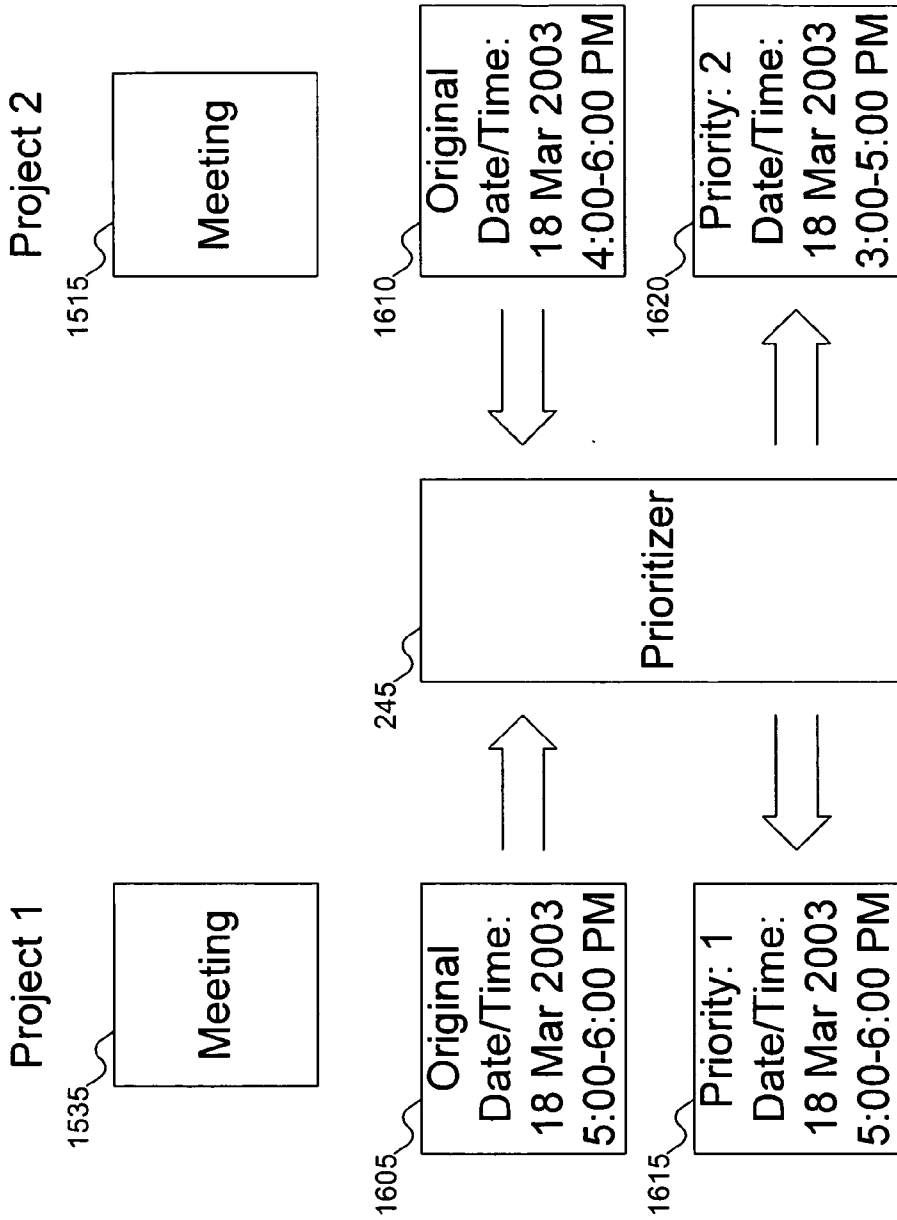 Project 1
Project 2
1535
Meeting
1515
Meeting
1605
Original
Date/Time:
18 Mar 2003
5:00-6:00 PM
245
Prioritizer
1610
Original
Date/Time:
18 Mar 2003
4:00-6:00 PM
1615
Priority: 1
Date/Time:
18 Mar 2003
5:00-6:00 PM
1620
Priority: 2
Date/Time:
18 Mar 2003
3:00-5:00 PM